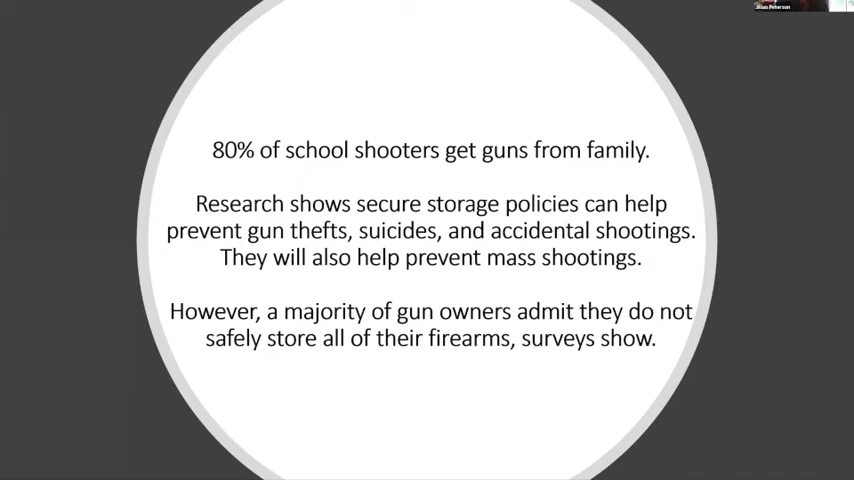 Jillian Peterson
80% of school shooters get guns from family.
Research shows secure storage policies can help
prevent gun thefts, suicides, and accidental shootings.
They will also help prevent mass shootings.
However, a majority of gun owners admit they do not
safely store all of their firearms, surveys show.